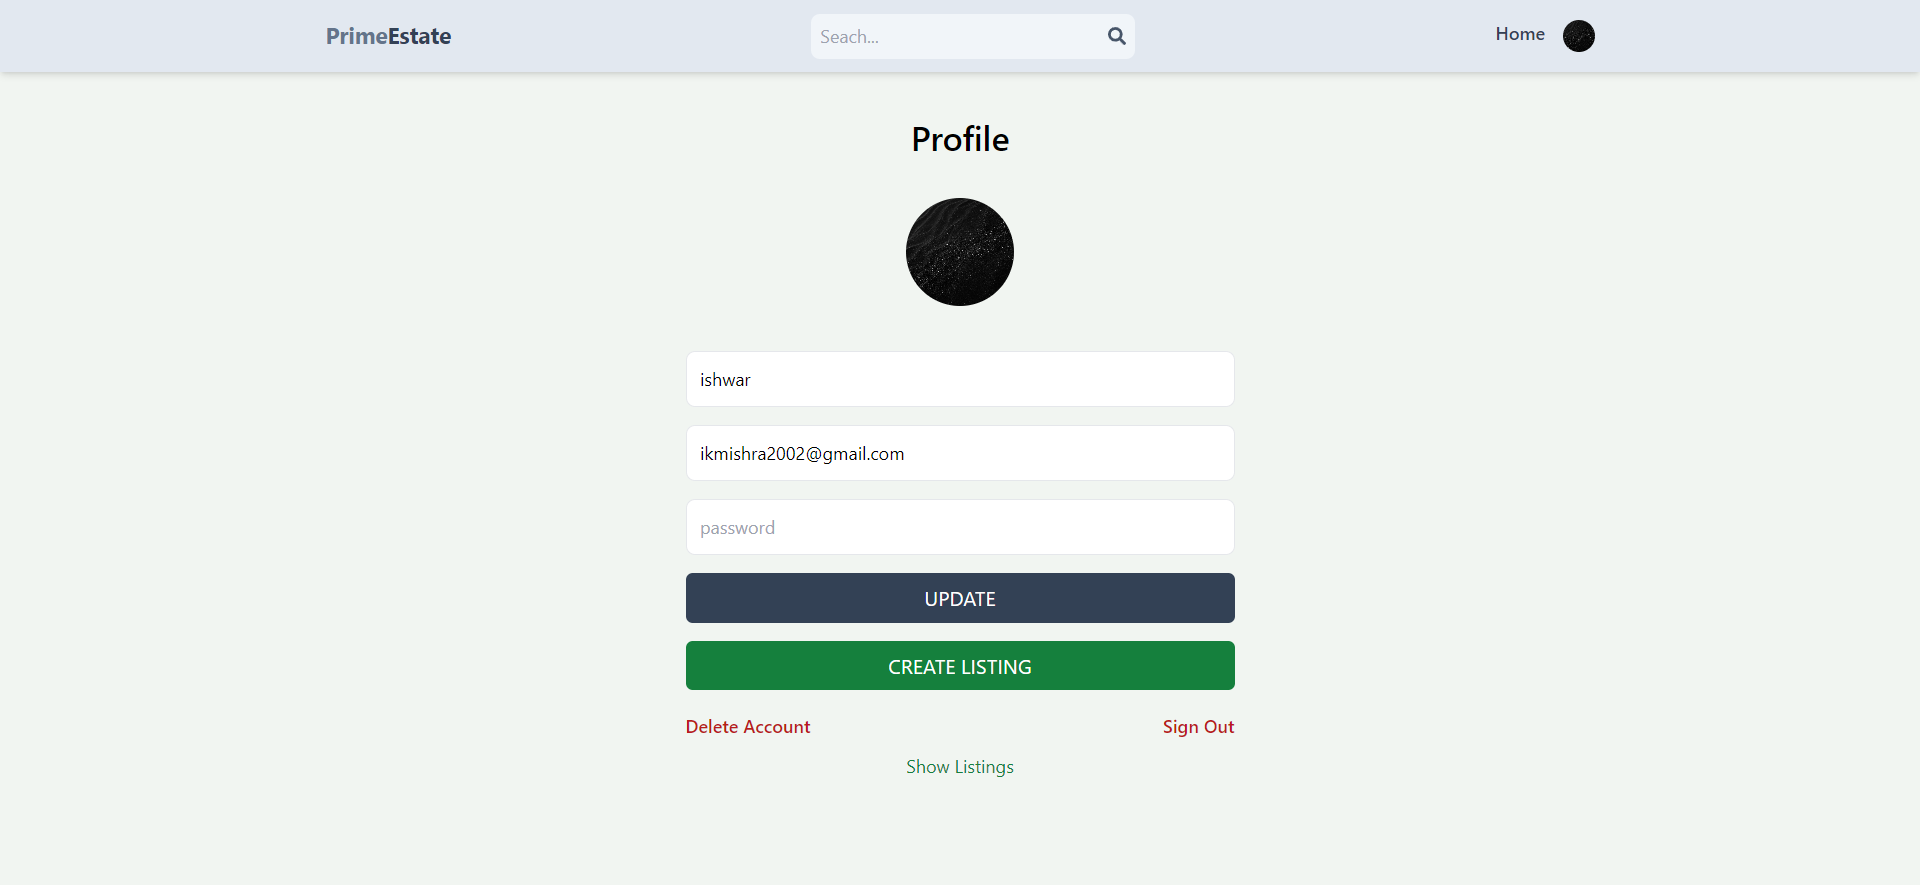 PrimeEstate
Seach...
Home
Profile
ishwar
ikmishra2002@gmail.com
password
UPDATE
CREATE LISTING
Delete Account
Sign Out
Show Listings